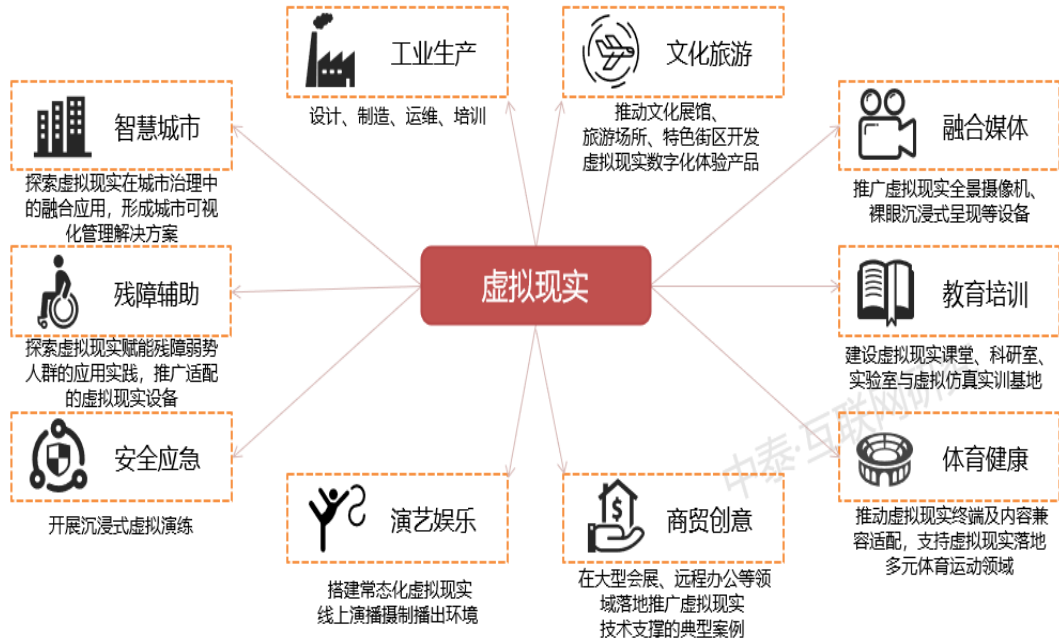 工业生产
设计、制造、运维、培训
文化旅游
推动文化展馆、
旅游场所、特色街区开发
虚拟现实数字化体验产品
智慧城市
探索虚拟现实在城市治理中
的融合应用，形成城市可视
化管理解决方案
融合媒体
推广虚拟现实全景摄像机、
裸眼沉浸式呈现等设备
虚拟现实
残障辅助
探索虚拟现实赋能残障弱势
人群的应用实践，推广适配
的虚拟现实设备
教育培训
建设虚拟现实课堂、科研室、
实验室与虚拟仿真实训基地
安全应急
开展沉浸式虚拟演练
体育健康
推动虚拟现实终端及内容兼
容适配，支持虚拟现实落地
多元体育运动领域
演艺娱乐
搭建常态化虚拟现实
线上演播摄制播出环境
商贸创意
在大型会展、远程办公等领
域落地推广虚拟现实
技术支撑的典型案例
中泰·互联网研